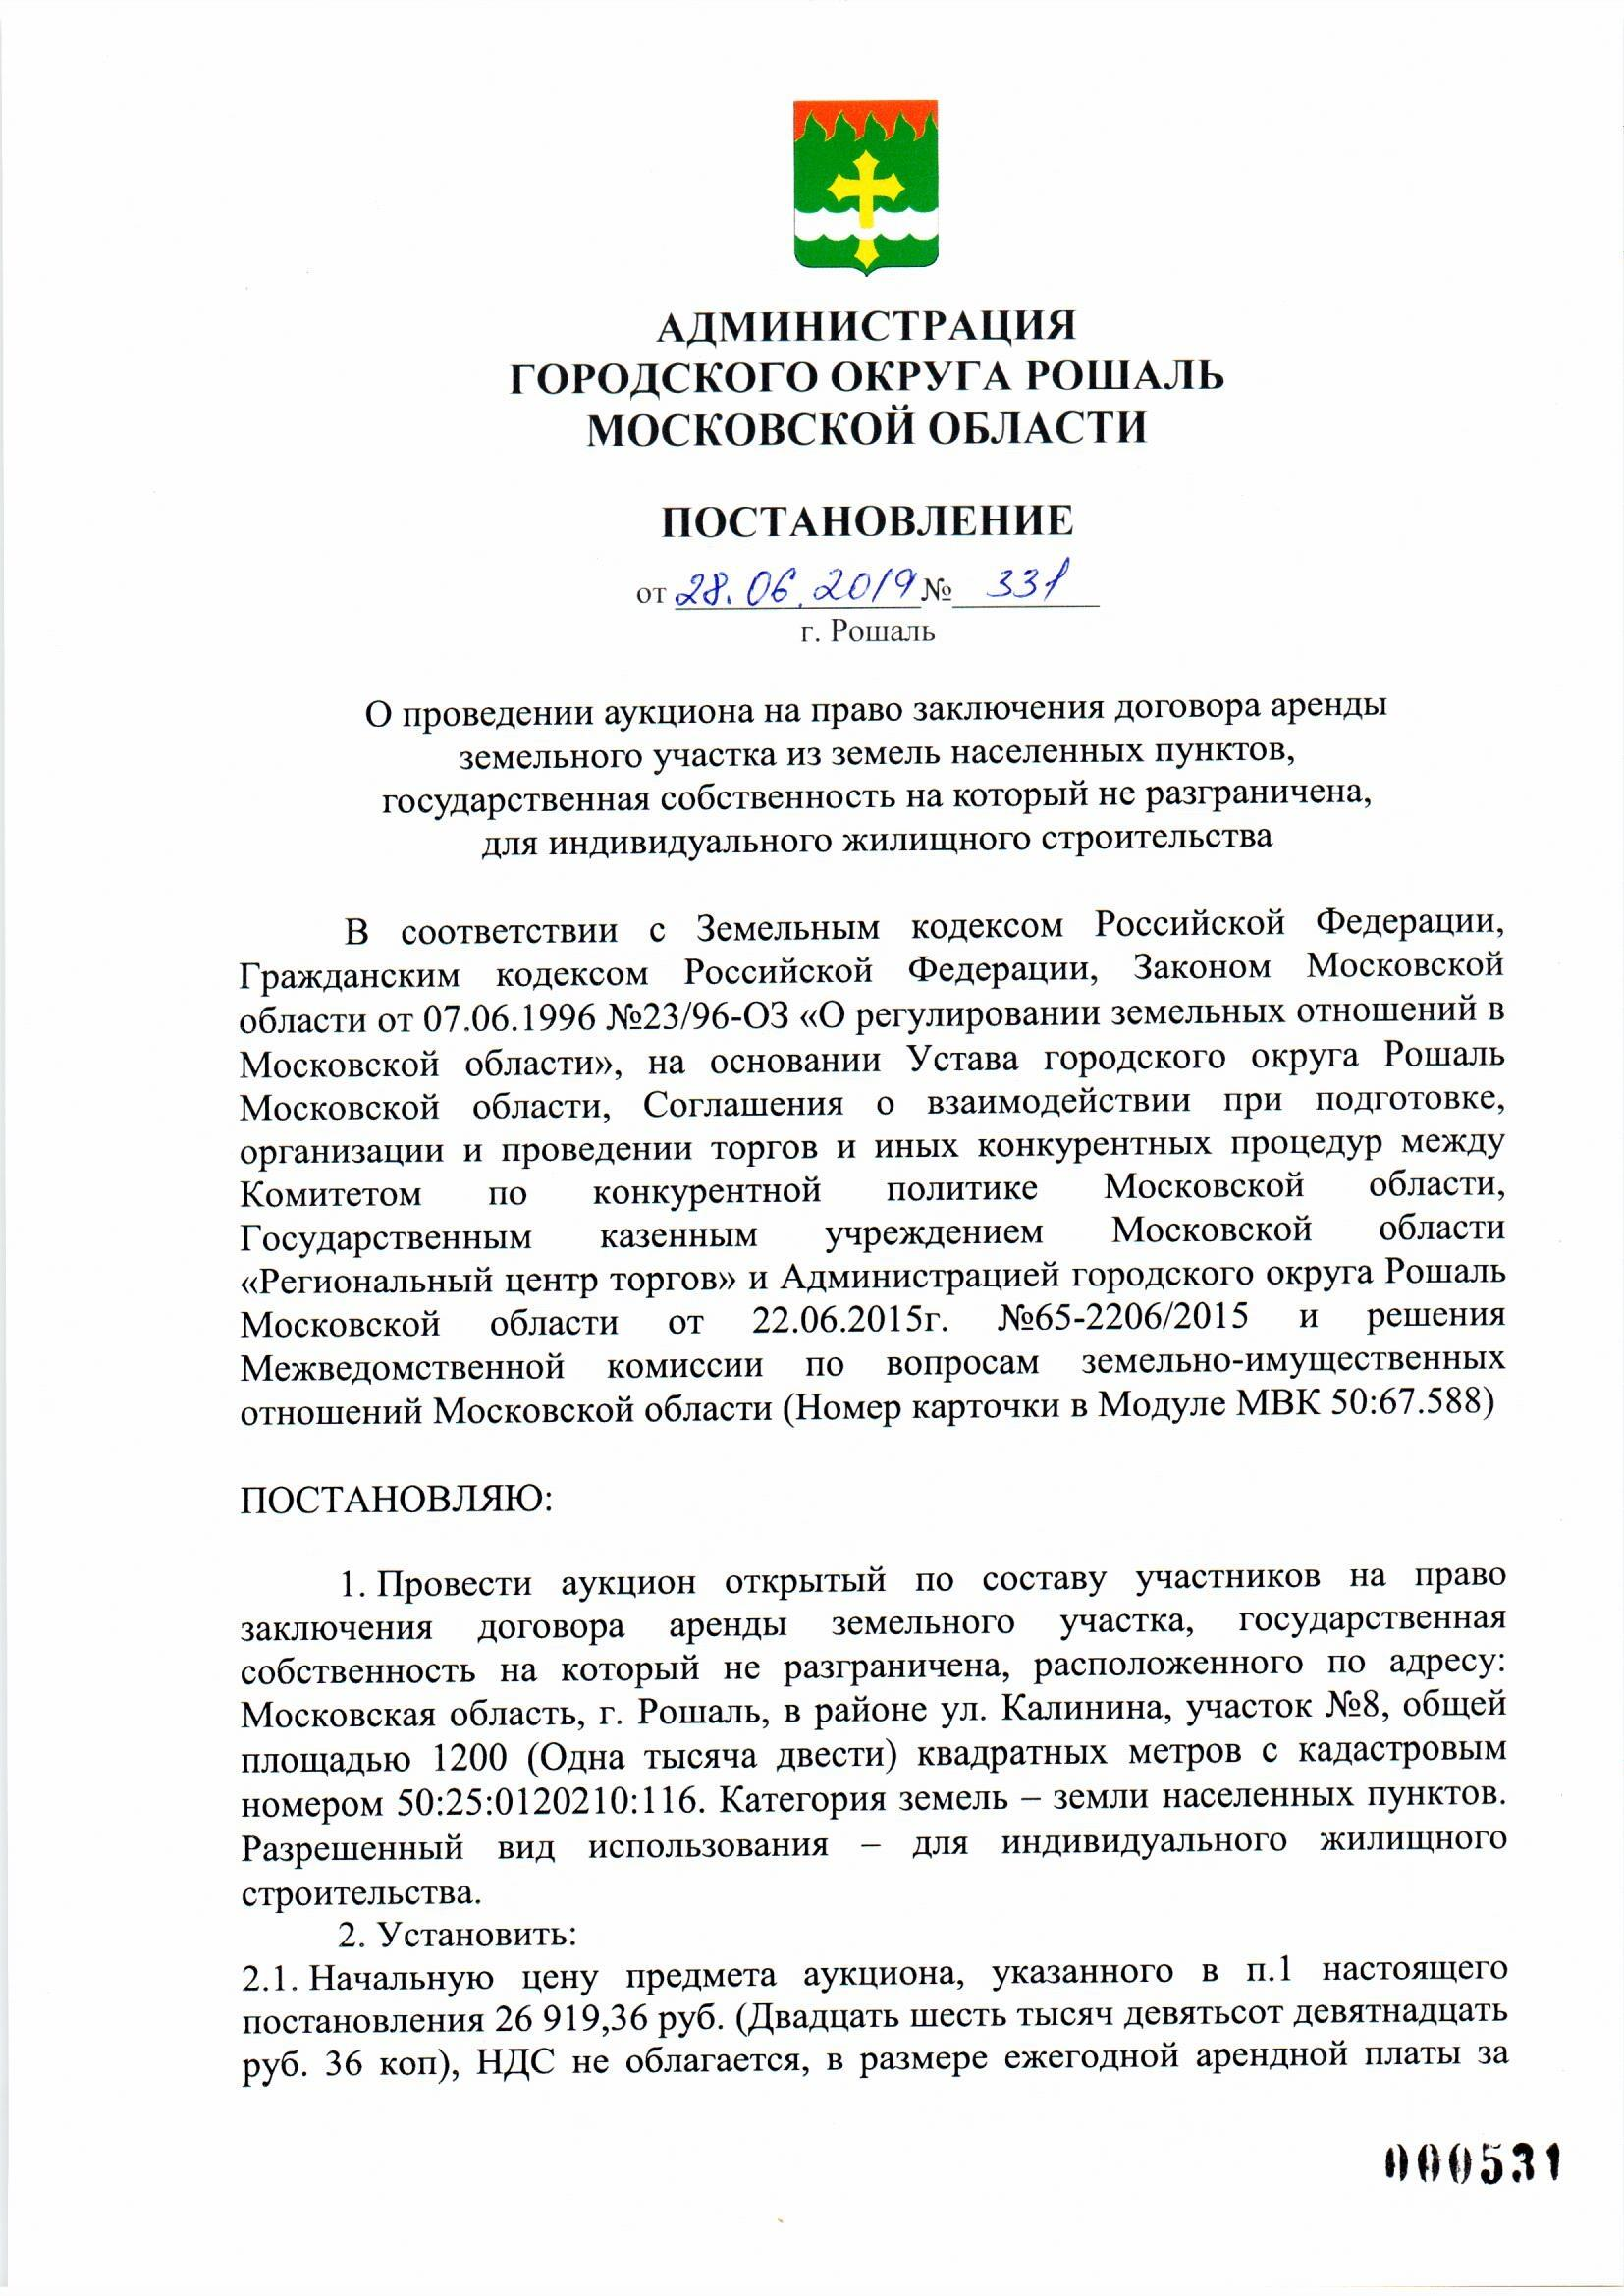 АДМИНИСТРАЦИЯ
ГОРОДСКОГО ОКРУГА РОШАЛЬ
МОСКОВСКОЙ ОБЛАСТИ
ПОСТАНОВЛЕНИЕ
от 28.06.2019 № 331
г. Рошаль
О проведении аукциона на право заключения договора аренды
земельного участка из земель населенных пунктов,
государственная собственность на который не разграничена,
для индивидуального жилищного строительства
В соответствии с Земельным кодексом Российской Федерации,
Гражданским кодексом Российской Федерации, Законом Московской
области от 07.06.1996 №23/96-ОЗ «О регулировании земельных отношений в
Московской области», на основании Устава городского округа Рошаль
Московской области, Соглашения о взаимодействии при подготовке,
организации и проведении торгов и иных конкурентных процедур между
Комитетом по конкурентной политике Московской области,
Государственным казенным учреждением Московской области
«Региональный центр торгов» и Администрацией городского округа Рошаль
Московской области от 22.06.2015г. №65-2206/2015 и решения
Межведомственной комиссии по вопросам земельно-имущественных
отношений Московской области (Номер карточки в Модуле МВК 50:67.588)
ПОСТАНОВЛЯЮ:
1. Провести аукцион открытый по составу участников на право
заключения договора аренды земельного участка, государственная
собственность на который не разграничена, расположенного по адресу:
Московская область, г. Рошаль, в районе ул. Калинина, участок №8, общей
площадью 1200 (Одна тысяча двести) квадратных метров с кадастровым
номером 50:25:0120210:116. Категория земель – земли населенных пунктов.
Разрешенный вид использования – для индивидуального жилищного
строительства.
2. Установить:
2.1. Начальную цену предмета аукциона, указанного в п.1 настоящего
постановления 26 919,36 руб. (Двадцать шесть тысяч девятьсот девятнадцать
руб. 36 коп), НДС не облагается, в размере ежегодной арендной платы за
000531